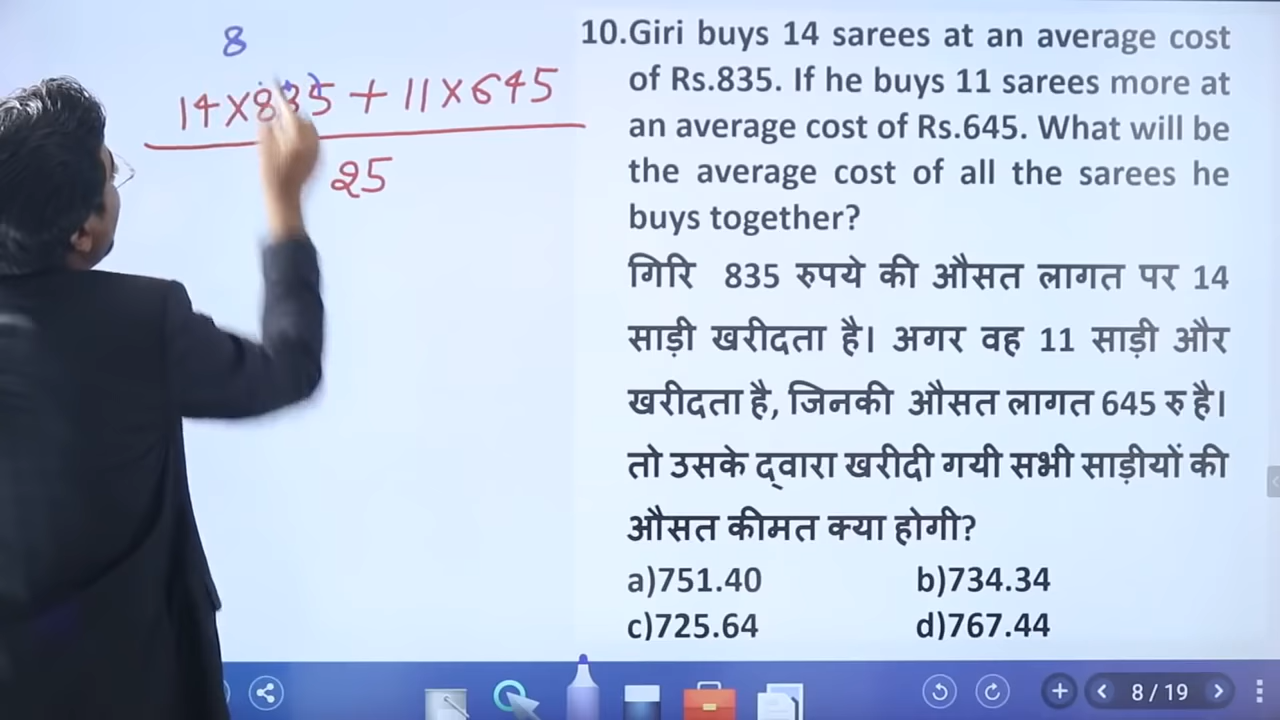 8
14×835 + 11×645
25
10.Giri buys 14 sarees at an average cost
of Rs.835. If he buys 11 sarees more at
an average cost of Rs.645. What will be
the average cost of all the sarees he
buys together?
गिरि 835 रुपये की औसत लागत पर 14
साड़ी खरीदता है। अगर वह 11 साड़ी और
खरीदता है, जिनकी औसत लागत 645 रु है।
तो उसके द्वारा खरीदी गयी सभी साड़ीयों की
औसत कीमत क्या होगी?
a)751.40 b)734.34
c)725.64 d)767.44
8 / 19